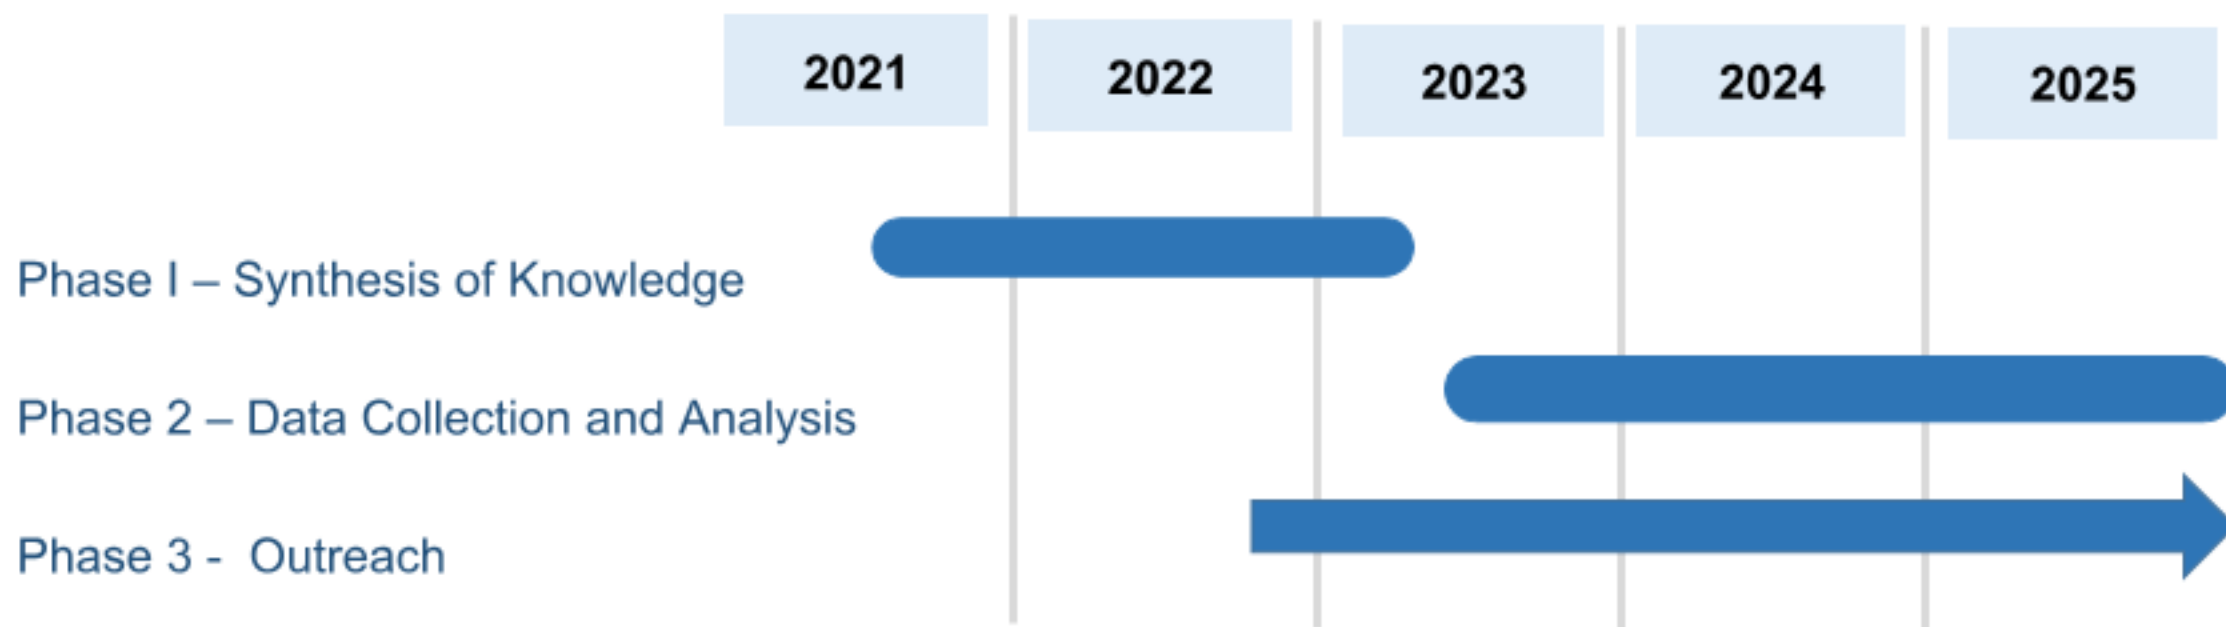 2021 2022 2023 2024 2025
Phase I – Synthesis of Knowledge
Phase 2 – Data Collection and Analysis
Phase 3 -  Outreach